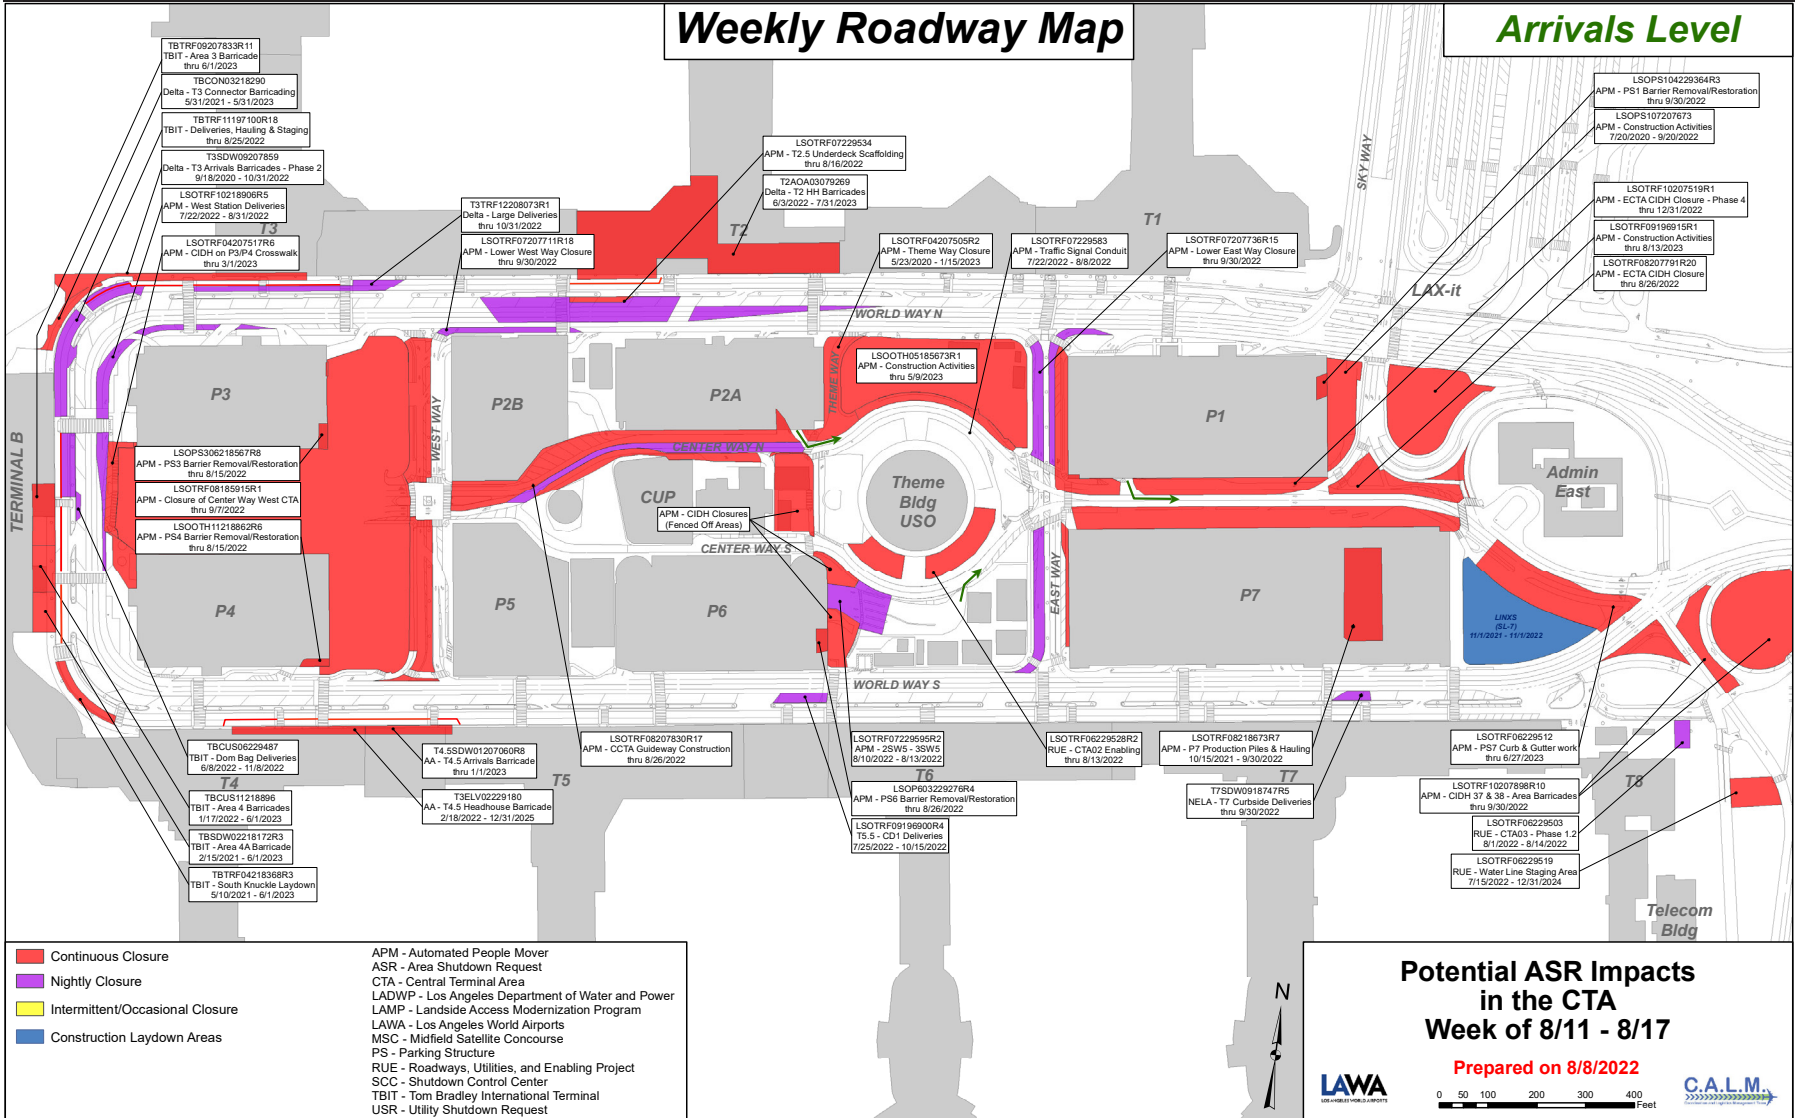 Weekly Roadway Map
Arrivals Level
TBTRF09207833R11
TBIT - Area 3 Barricade
thru 6/1/2023
TBCON03218290
Delta - T3 Connector Barricading
5/31/2021 - 5/31/2023
TBTRF11197100R18
TBIT - Deliveries, Hauling & Staging
thru 8/25/2022
T3SDW09207859
Delta - T3 Arrivals Barricades - Phase 2
9/18/2020 - 10/31/2022
LSOTRF10218906R5
APM - West Station Deliveries
7/22/2022 - 8/31/2022
T3
LSOTRF04207517R6
APM - CIDH on P3/P4 Crosswalk
thru 3/1/2023
T3TRF12208073R1
Delta - Large Deliveries
thru 10/31/2022
LSOTRF07207711R18
APM - Lower West Way Closure
thru 9/30/2022
LSOTRF07229534
APM - T2.5 Underdeck Scaffolding
thru 8/16/2022
T2AOA03079269
Delta - T2 HH Barricades
6/3/2022 - 7/31/2023
T2
LSOTRF04207505R2
APM - Theme Way Closure
5/23/2020 - 1/15/2023
LSOTRF07229583
APM - Traffic Signal Conduit
7/22/2022 - 8/8/2022
T1
LSOTRF07207736R15
APM - Lower East Way Closure
thru 9/30/2022
SKY WAY
LSOPS104229364R3
APM - PS1 Barrier Removal/Restoration
thru 9/30/2022
LSOPS107207673
APM - Construction Activities
7/20/2020 - 9/20/2022
LSOTRF10207519R1
APM - ECTA CIDH Closure - Phase 4
thru 12/31/2022
LSOTRF09196915R1
APM - Construction Activities
thru 8/13/2023
LSOTRF08207791R20
APM - ECTA CIDH Closure
thru 8/26/2022
LAX-it
WORLD WAY N
LSOOTH05185673R1
APM - Construction Activities
thru 5/9/2023
THEME WAY
P3
P2B
P2A
P1
WEST WAY
CENTER WAY N
TERMINAL B
LSOPS306218567R8
APM - PS3 Barrier Removal/Restoration
thru 8/15/2022
LSOTRF08185915R1
APM - Closure of Center Way West CTA
thru 9/7/2022
LSOOTH11218862R6
APM - PS4 Barrier Removal/Restoration
thru 8/15/2022
CUP
APM - CIDH Closures
(Fenced Off Areas)
CENTER WAY S
Theme
Bldg
USO
Admin
East
EAST WAY
P4
P5
P6
P7
LINXS
(SL-7)
11/1/2021 - 11/1/2022
WORLD WAY S
TBCUS06229487
TBIT - Dom Bag Deliveries
6/8/2022 - 11/8/2022
T4
TBCUS11218896
TBIT - Area 4 Barricades
1/17/2022 - 6/1/2023
TBSDW02218172R3
TBIT - Area 4A Barricade
2/15/2021 - 6/1/2023
TBTRF04218368R3
TBIT - South Knuckle Laydown
5/10/2021 - 6/1/2023
T4.5SDW01207060R8
AA - T4.5 Arrivals Barricade
thru 1/1/2023
T3ELV02229180
AA - T4.5 Headhouse Barricade
2/18/2022 - 12/31/2025
T5
LSOTRF08207830R17
APM - CCTA Guideway Construction
thru 8/26/2022
LSOTRF07229595R2
APM - 2SW5 - 3SW5
8/10/2022 - 8/13/2022
T6
LSOP603229276R4
APM - PS6 Barrier Removal/Restoration
thru 8/26/2022
LSOTRF09196900R4
T5.5 - CD1 Deliveries
7/25/2022 - 10/15/2022
LSOTRF06229528R2
RUE - CTA02 Enabling
thru 8/13/2022
LSOTRF08218673R7
APM - P7 Production Piles & Hauling
10/15/2021 - 9/30/2022
T7
T7SDW0918747R5
NELA - T7 Curbside Deliveries
thru 9/30/2022
LSOTRF06229512
APM - PS7 Curb & Gutter work
thru 6/27/2023
T8
LSOTRF10207898R10
APM - CIDH 37 & 38 - Area Barricades
thru 9/30/2022
LSOTRF06229503
RUE - CTA03 - Phase 1.2
8/1/2022 - 8/14/2022
LSOTRF06229519
RUE - Water Line Staging Area
7/15/2022 - 12/31/2024
Telecom
Bldg
Continuous Closure
Nightly Closure
Intermittent/Occasional Closure
Construction Laydown Areas
APM - Automated People Mover
ASR - Area Shutdown Request
CTA - Central Terminal Area
LADWP - Los Angeles Department of Water and Power
LAMP - Landside Access Modernization Program
LAWA - Los Angeles World Airports
MSC - Midfield Satellite Concourse
PS - Parking Structure
RUE - Roadways, Utilities, and Enabling Project
SCC - Shutdown Control Center
TBIT - Tom Bradley International Terminal
USR - Utility Shutdown Request
N
Potential ASR Impacts
in the CTA
Week of 8/11 - 8/17
Prepared on 8/8/2022
LAWA
LOS ANGELES WORLD AIRPORTS
0 50 100 200 300 400
Feet
C.A.L.M.